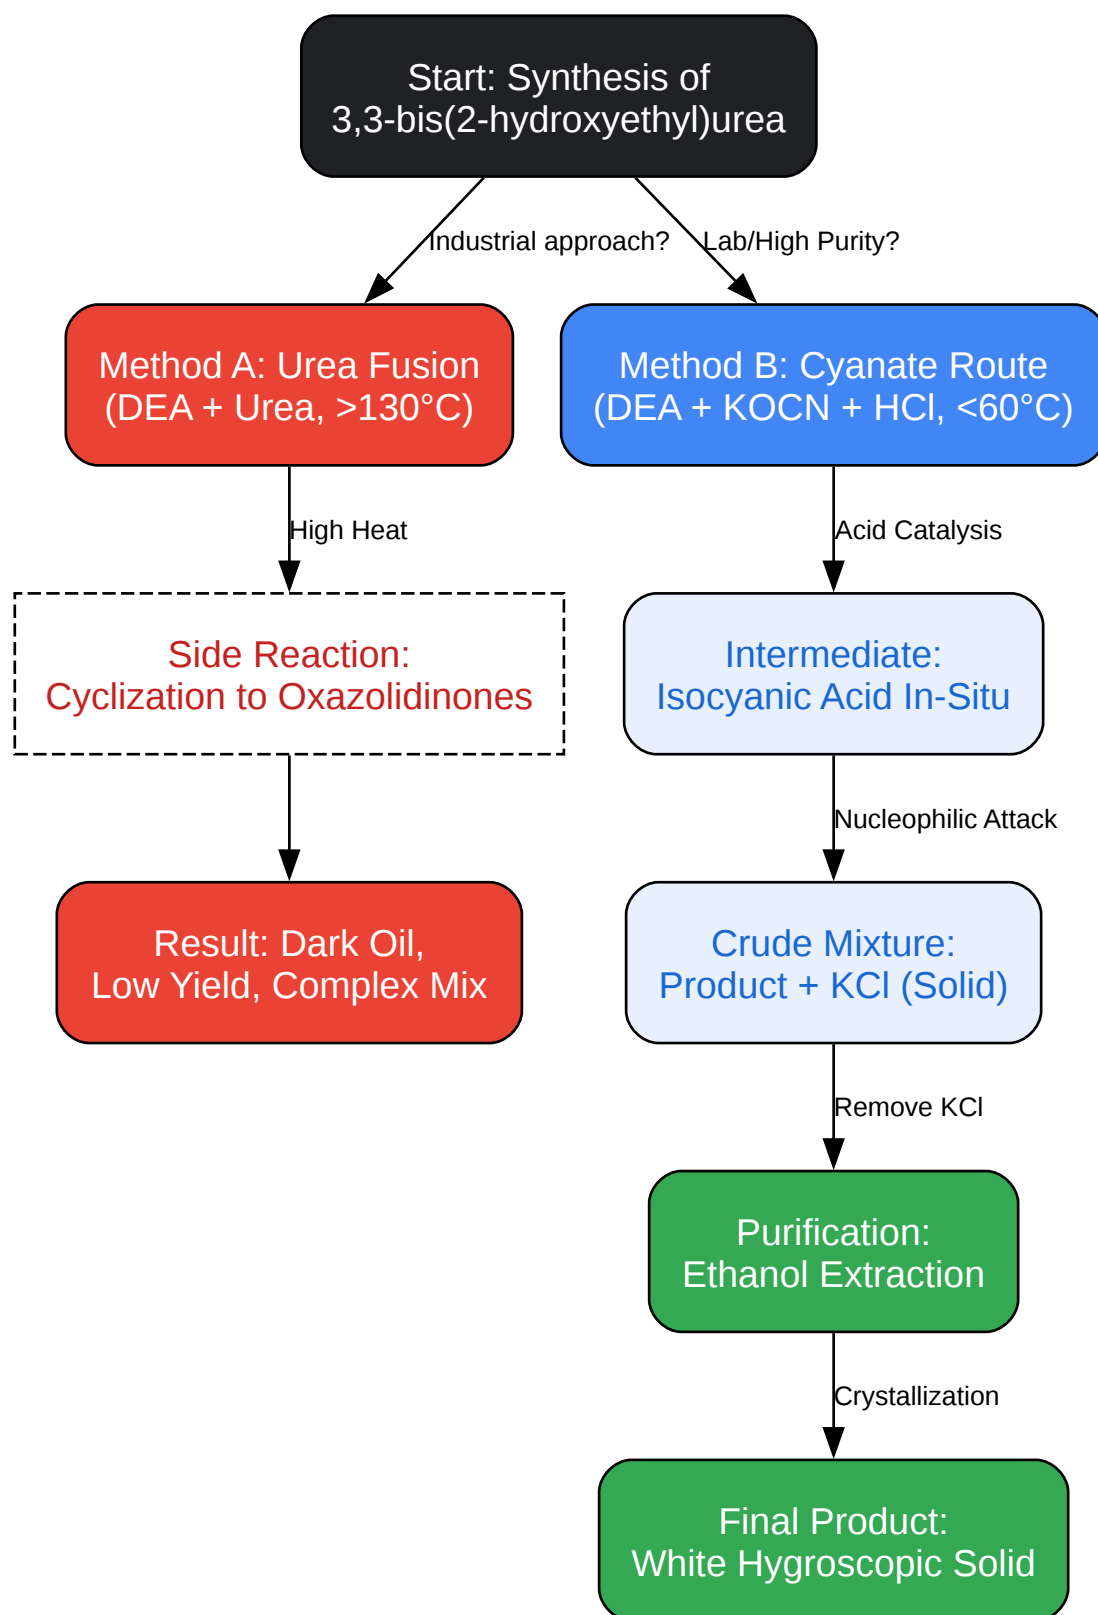 Start: Synthesis of
3,3-bis(2-hydroxyethyl)urea
Industrial approach?
Lab/High Purity?
Method A: Urea Fusion
(DEA + Urea, >130°C)
Method B: Cyanate Route
(DEA + KOCN + HCl, <60°C)
High Heat
Acid Catalysis
Side Reaction:
Cyclization to Oxazolidinones
Intermediate:
Isocyanic Acid In-Situ
Nucleophilic Attack
Result: Dark Oil,
Low Yield, Complex Mix
Crude Mixture:
Product + KCl (Solid)
Remove KCl
Purification:
Ethanol Extraction
Crystallization
Final Product:
White Hygroscopic Solid